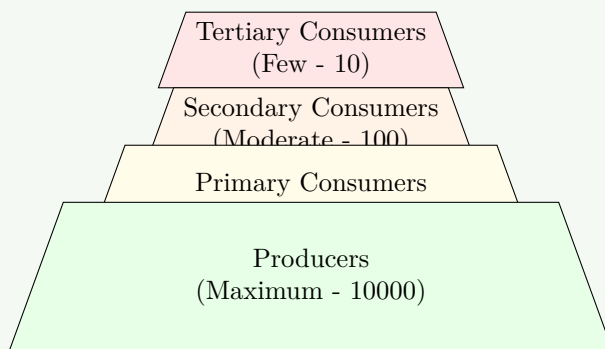 Tertiary Consumers
(Few - 10)
Secondary Consumers
(Moderate - 100)
Primary Consumers
Producers
(Maximum - 10000)